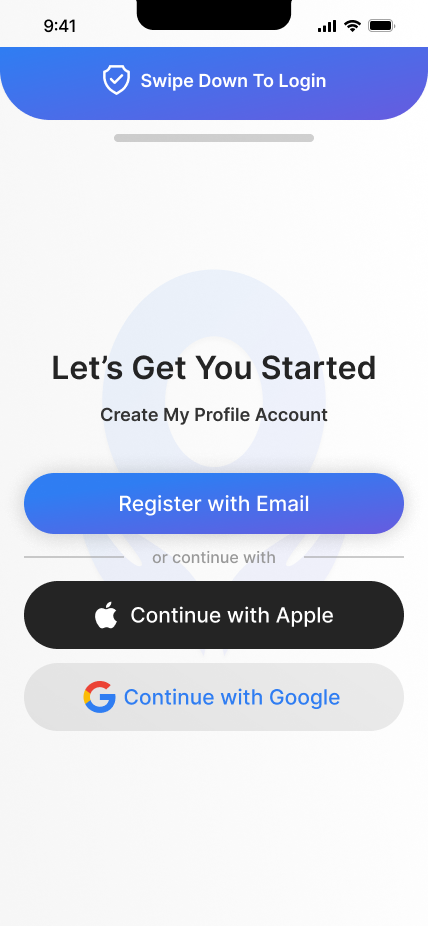 9:41
Swipe Down To Login
Let’s Get You Started
Create My Profile Account
Register with Email
or continue with
Continue with Apple
Continue with Google